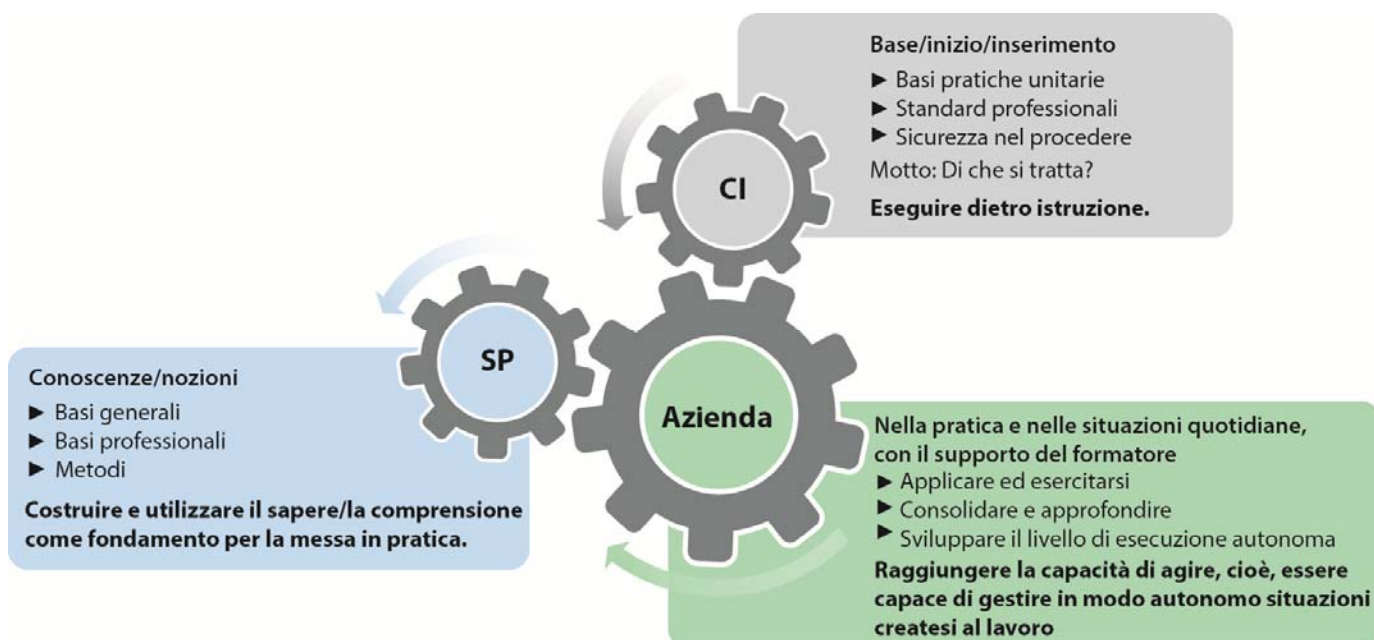 Base/inizio/inserimento
► Basi pratiche unitarie
► Standard professionali
► Sicurezza nel procedere
Motto: Di che si tratta?
Eseguire dietro istruzione.
CI
SP
Conoscenze/nozioni
► Basi generali
► Basi professionali
► Metodi
Costruire e utilizzare il sapere/la comprensione
come fondamento per la messa in pratica.
Azienda
Nella pratica e nelle situazioni quotidiane,
con il supporto del formatore
► Applicare ed esercitarsi
► Consolidare e approfondire
► Sviluppare il livello di esecuzione autonoma
Raggiungere la capacità di agire, cioè, essere
capace di gestire in modo autonomo situazioni
createsi al lavoro